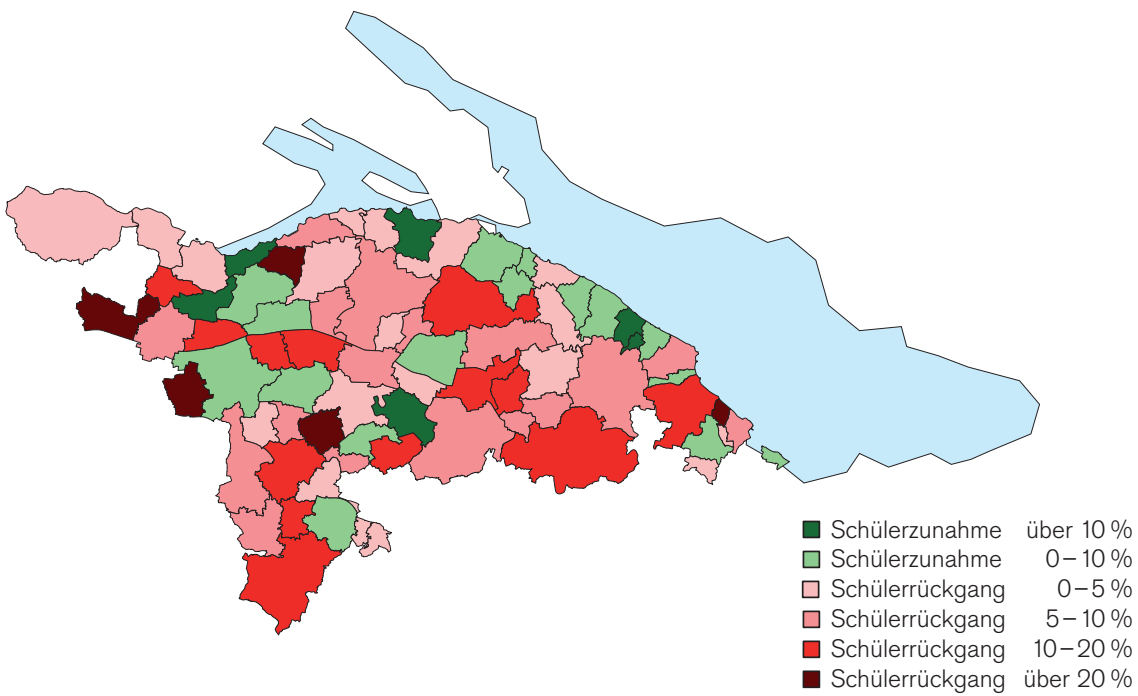 Schülerzunahme über 10 %
Schülerzunahme 0–10 %
Schülerrückgang 0–5 %
Schülerrückgang 5–10 %
Schülerrückgang 10–20 %
Schülerrückgang über 20 %